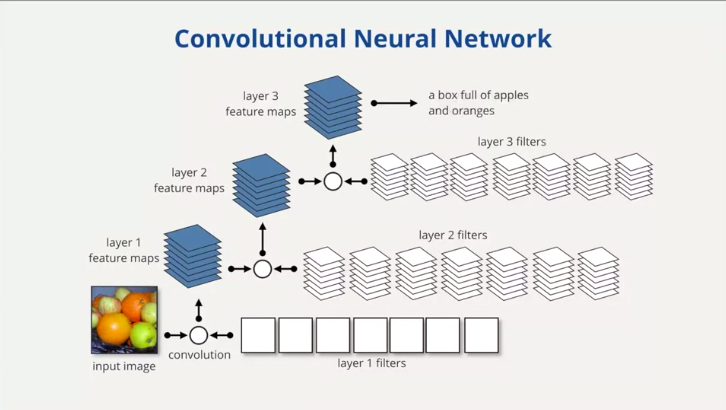 Convolutional Neural Network
layer 3
feature maps
a box full of apples
and oranges
layer 3 filters
layer 2
feature maps
layer 2 filters
layer 1
feature maps
convolution
input image
layer 1 filters